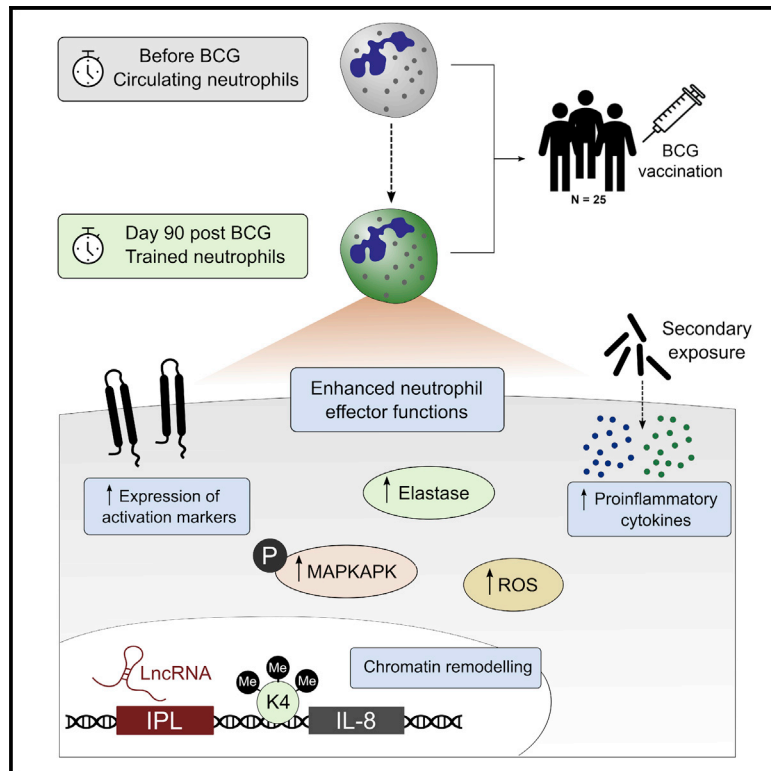 Before BCG
Circulating neutrophils
BCG
vaccination
N = 25
Day 90 post BCG
Trained neutrophils
Secondary
exposure
Enhanced neutrophil
effector functions
↑ Expression of
activation markers
↑ Elastase
↑ Proinflammatory
cytokines
P
↑ MAPKAPK
↑ ROS
Chromatin remodelling
LncRNA
Me
Me
Me
K4
IPL
IL-8